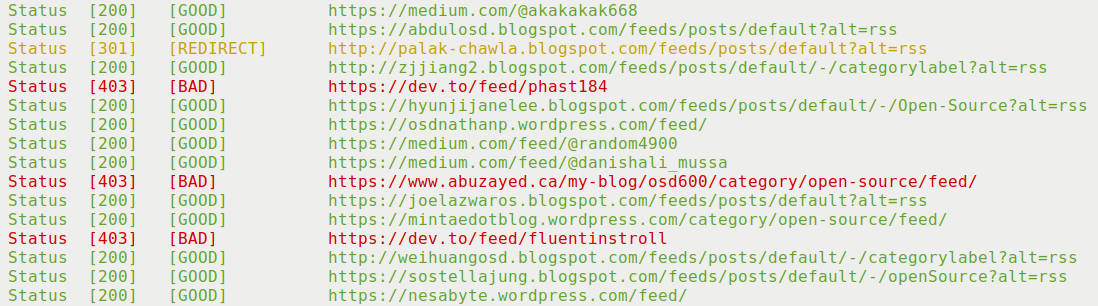 Status [200] [GOOD] https://medium.com/@akakakak668
Status [200] [GOOD] https://abdulosd.blogspot.com/feeds/posts/default?alt=rss
Status [301] [REDIRECT] http://palak-chawla.blogspot.com/feeds/posts/default?alt=rss
Status [200] [GOOD] http://zjjiang2.blogspot.com/feeds/posts/default/-/categorylabel?alt=rss
Status [403] [BAD] https://dev.to/feed/phast184
Status [200] [GOOD] https://hyunjijanelee.blogspot.com/feeds/posts/default/-/Open-Source?alt=rss
Status [200] [GOOD] https://osdnathanp.wordpress.com/feed/
Status [200] [GOOD] https://medium.com/feed/@random4900
Status [200] [GOOD] https://medium.com/feed/@danishali_mussa
Status [403] [BAD] https://www.abuzayed.ca/my-blog/osd600/category/open-source/feed/
Status [200] [GOOD] https://joelazwaros.blogspot.com/feeds/posts/default?alt=rss
Status [200] [GOOD] https://mintaedotblog.wordpress.com/category/open-source/feed/
Status [403] [BAD] https://dev.to/feed/fluentinstroll
Status [200] [GOOD] http://weihuangosd.blogspot.com/feeds/posts/default/-/categorylabel?alt=rss
Status [200] [GOOD] https://sostellajung.blogspot.com/feeds/posts/default/-/openSource?alt=rss
Status [200] [GOOD] https://nesabyte.wordpress.com/feed/